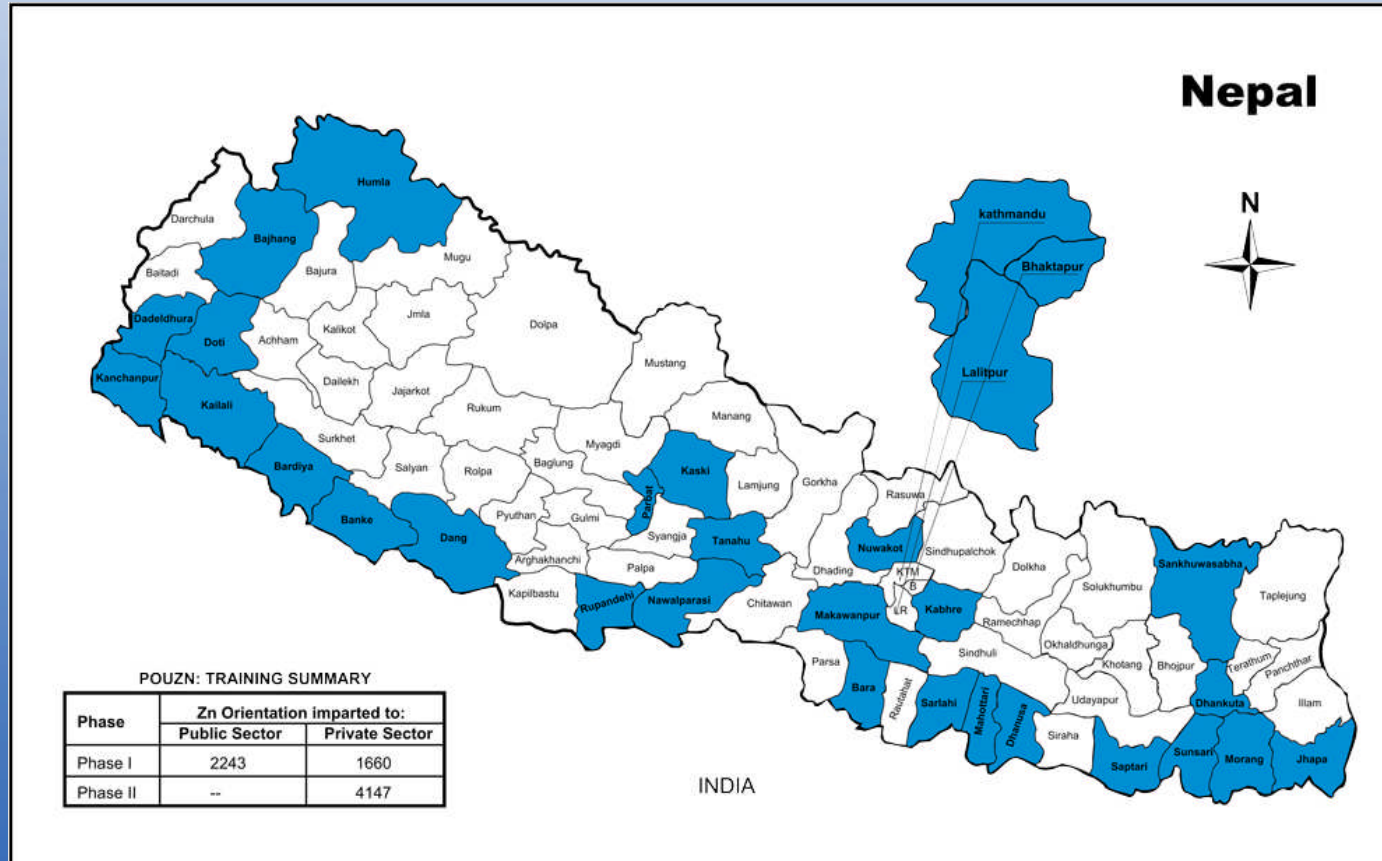 Nepal
N
kathmandu
Bhaktapur
Lalitpur
Humla
Darchula
Bajhang
Baitadi
Bajura
Mugu
Dadeldhura
Doti
Achham
Kalikot
Jmla
Dolpa
Mustang
Kanchanpur
Kailali
Dailekh
Jajarkot
Rukum
Manang
Surkhet
Myagdi
Bardiya
Salyan
Rolpa
Baglung
Kaski
Lamjung
Gorkha
Parbat
Rasuwa
Banke
Dang
Pyuthan
Gulmi
Syangja
Tanahu
Nuwakot
Sindhupalchok
Arghakhanchi
Palpa
Dhading
KTM
B
LR
Dolkha
Solukhumbu
Sankhuwasabha
Taplejung
Kapilbastu
Rupandehi
Nawalparasi
Chitawan
Makawanpur
Kabhre
Ramechhap
Okhaldhunga
Khotang
Bhojpur
Terathum
Panchthar
Parsa
Sindhuli
Bara
Rautahat
Sarlahi
Mahottari
Dhanusa
Udayapur
Dhankuta
Illam
Siraha
Saptari
Sunsari
Morang
Jhapa
INDIA
POUZN: TRAINING SUMMARY
Phase Zn Orientation imparted to:
Public Sector Private Sector
Phase I 2243 1660
Phase II -- 4147